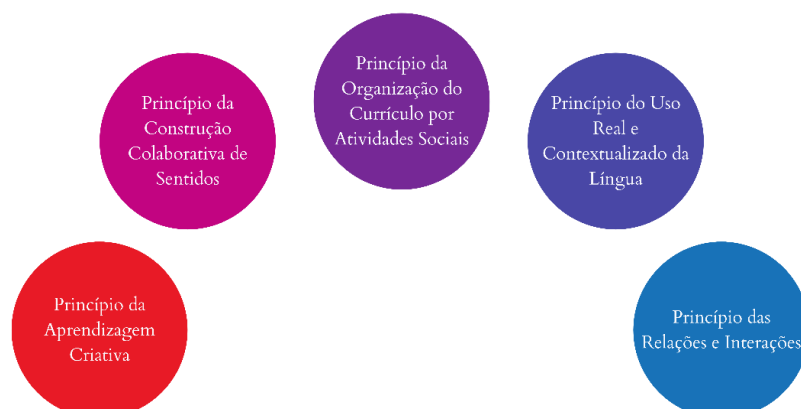 Princípio da
Aprendizagem
Criativa
Princípio da
Construção
Colaborativa de
Sentidos
Princípio da
Organização do
Currículo por
Atividades Sociais
Princípio do Uso
Real e
Contextualizado da
Língua
Princípio das
Relações e Interações